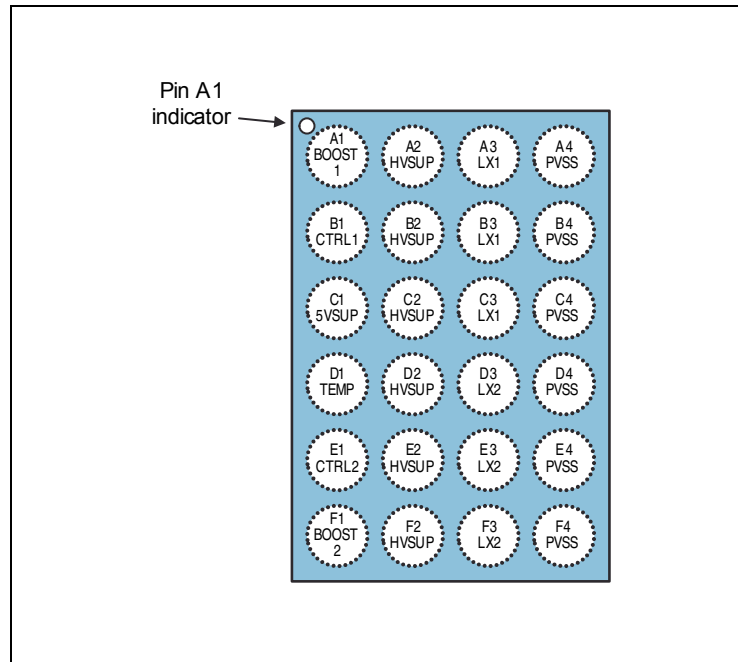 Pin A1
indicator
A1
BOOST
1
A2
HVSUP
A3
LX1
A4
PVSS
B1
CTRL1
B2
HVSUP
B3
LX1
B4
PVSS
C1
5VSUP
C2
HVSUP
C3
LX1
C4
PVSS
D1
TEMP
D2
HVSUP
D3
LX2
D4
PVSS
E1
CTRL2
E2
HVSUP
E3
LX2
E4
PVSS
F1
BOOST
2
F2
HVSUP
F3
LX2
F4
PVSS